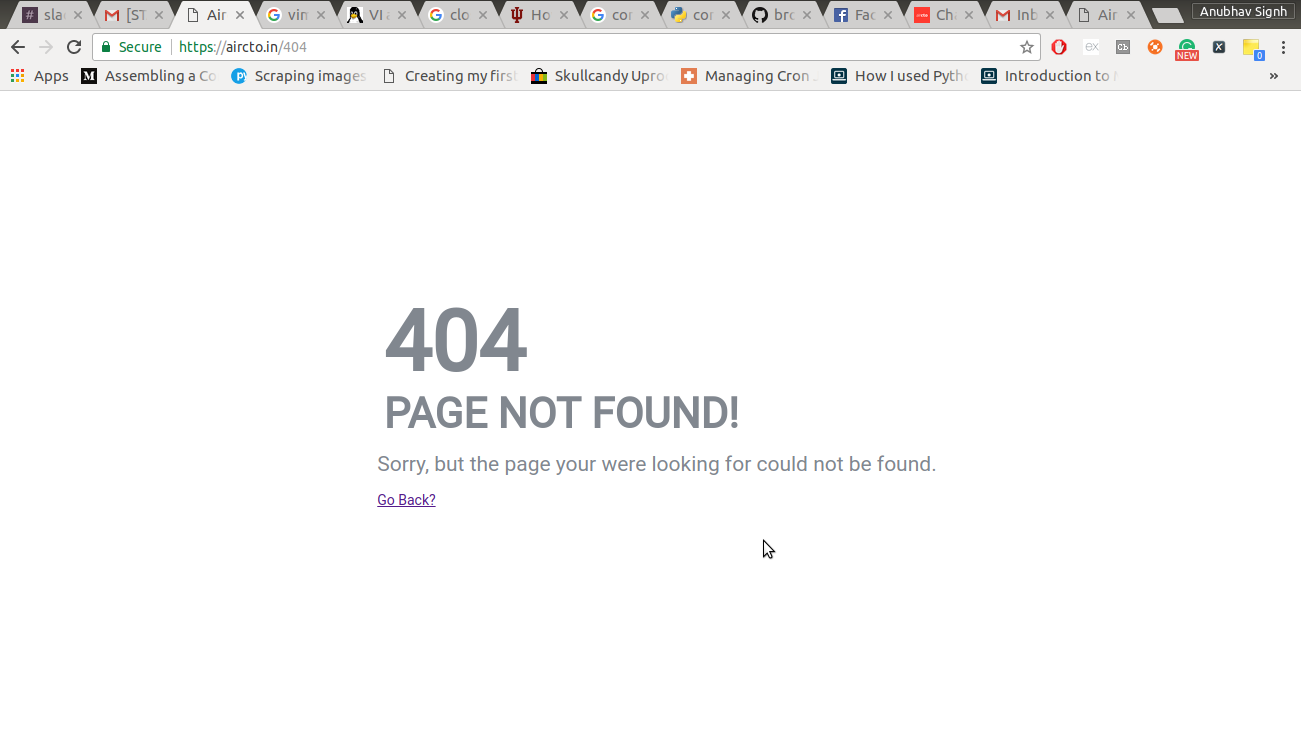 sla
[ST
Air
vim
VI a
clo
Ho
cor
cor
bro
Fac
Cha
Inb
Air
Anubhav Signh
Secure
https://aircto.in/404
ex
Cb
NEW
X
0
Apps
M
Assembling a Co
Scraping images
Creating my first
Skullcandy Upro
Managing Cron J
How I used Pyth
Introduction to
»
404
PAGE NOT FOUND!
Sorry, but the page your were looking for could not be found.
Go Back?